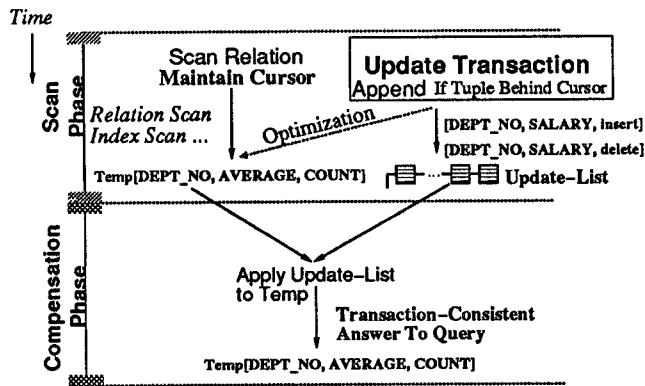 Time
Scan
Phase
Scan Relation
Maintain Cursor
Update Transaction
Append If Tuple Behind Cursor
Relation Scan
Index Scan ...
Optimization
[DEPT_NO, SALARY, insert]
[DEPT_NO, SALARY, delete]
Temp[DEPT_NO, AVERAGE, COUNT]
...
Update-List
Compensation
Phase
Apply Update-List
to Temp
Transaction-Consistent
Answer To Query
Temp[DEPT_NO, AVERAGE, COUNT]